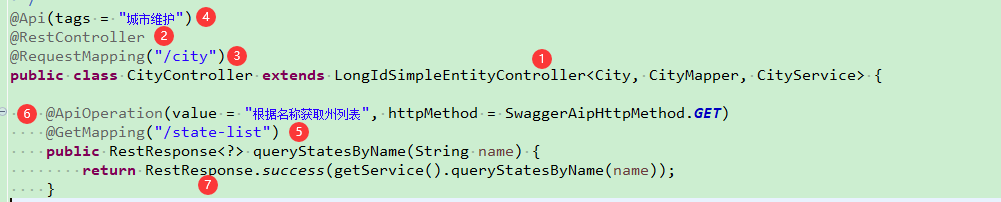 */
@Api(tags = "城市维护") 4
@RestController 2
@RequestMapping("/city") 3
public class CityController extends LongIdSimpleEntityController<City, CityMapper, CityService> { 1
6 @ApiOperation(value = "根据名称获取州列表", httpMethod = SwaggerAipHttpMethod.GET)
@GetMapping("/state-list") 5
public RestResponse<?> queryStatesByName(String name) {
return RestResponse.success(getService().queryStatesByName(name));
} 7